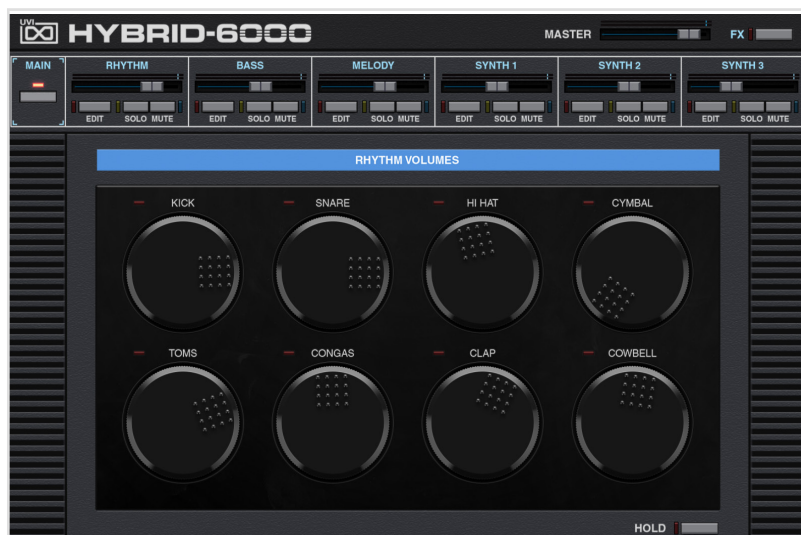 UVI HYBRID-6000 MASTER FX
MAIN RHYTHM BASS MELODY SYNTH 1 SYNTH 2 SYNTH 3
EDIT SOLO MUTE EDIT SOLO MUTE EDIT SOLO MUTE EDIT SOLO MUTE EDIT SOLO MUTE EDIT SOLO MUTE
RHYTHM VOLUMES
KICK SNARE HI HAT CYMBAL
TOMS CONGAS CLAP COWBELL
HOLD